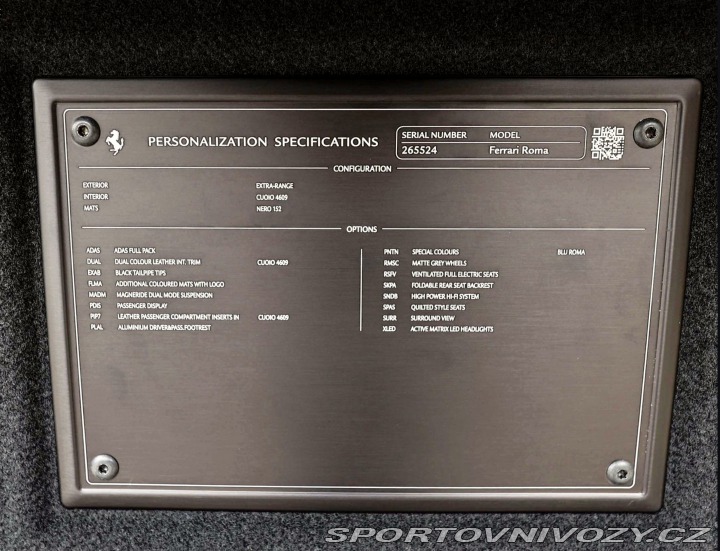 PERSONALIZATION SPECIFICATIONS
SERIAL NUMBER MODEL
265524 Ferrari Roma
CONFIGURATION
EXTERIOR EXTRA-RANGE
INTERIOR CUOIO 4609
MATS NERO 152
OPTIONS
ADAS ADAS FULL PACK
DUAL DUAL COLOUR LEATHER INT. TRIM CUOIO 4609
EXAB BLACK TAILPIPE TIPS
FLMA ADDITIONAL COLOURED MATS WITH LOGO
MADM MAGNERIDE DUAL MODE SUSPENSION
PDIS PASSENGER DISPLAY
PIP7 LEATHER PASSENGER COMPARTMENT INSERTS IN CUOIO 4609
PLAL ALUMINIUM DRIVER&PASS.FOOTREST
PNTN SPECIAL COLOURS BLU ROMA
RMSC MATTE GREY WHEELS
RSFV VENTILATED FULL ELECTRIC SEATS
SKPA FOLDABLE REAR SEAT BACKREST
SNDB HIGH POWER HI-FI SYSTEM
SPAS QUILTED STYLE SEATS
SURR SURROUND VIEW
XLED ACTIVE MATRIX LED HEADLIGHTS
SPORTOVNIVOZY.CZ